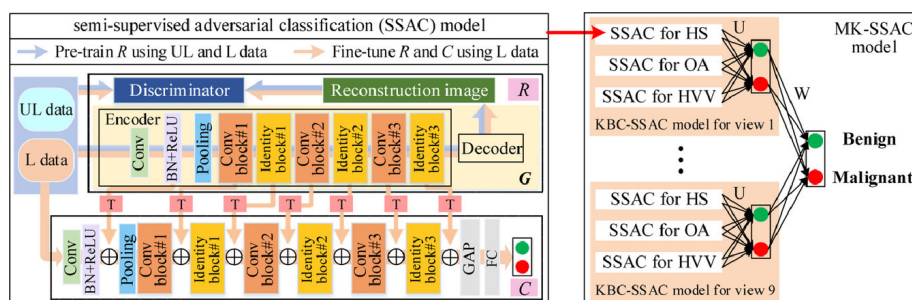 semi-supervised adversarial classification (SSAC) model
Pre-train R using UL and L data
Fine-tune R and C using L data
UL data
L data
Discriminator
Reconstruction image
R
Encoder
Conv
BN+ReLU
Pooling
Conv block#1
Identity block#1
Conv block#2
Identity block#2
Conv block#3
Identity block#3
Decoder
G
T T T T T T T
Conv
BN+ReLU
Pooling
Conv block#1
Identity block#1
Conv block#2
Identity block#2
Conv block#3
Identity block#3
GAP
FC
C
SSAC for HS
SSAC for OA
SSAC for HVV
U
KBC-SSAC model for view 1
MK-SSAC
model
W
Benign
Malignant
SSAC for HS
SSAC for OA
SSAC for HVV
U
KBC-SSAC model for view 9